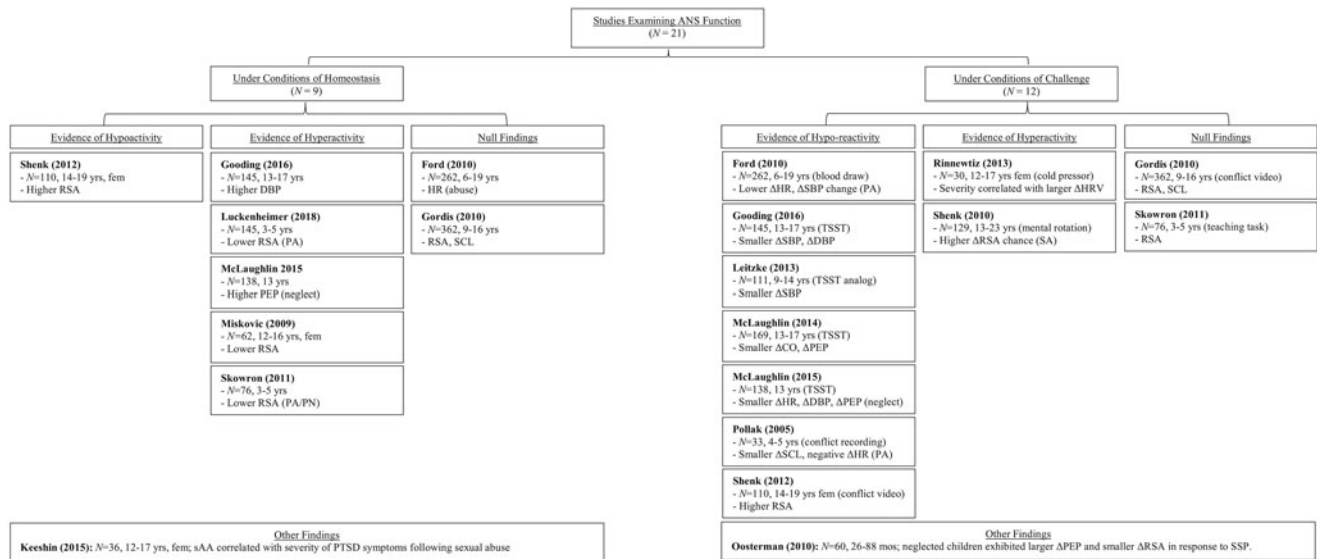 Studies Examining ANS Function
(N = 21)
Under Conditions of Homeostasis
(N = 9)
Evidence of Hypoactivity
Shenk (2012)
- N=110, 14-19 yrs, fem
- Higher RSA
Evidence of Hyperactivity
Gooding (2016)
- N=145, 13-17 yrs
- Higher DBP
Luckenheimer (2018)
- N=145, 3-5 yrs
- Lower RSA (PA)
McLaughlin 2015
- N=138, 13 yrs
- Higher PEP (neglect)
Miskovic (2009)
- N=62, 12-16 yrs, fem
- Lower RSA
Skowron (2011)
- N=76, 3-5 yrs
- Lower RSA (PA/PN)
Null Findings
Ford (2010)
- N=262, 6-19 yrs
- HR (abuse)
Gordis (2010)
- N=362, 9-16 yrs
- RSA, SCL
Other Findings
Keeshin (2015): N=36, 12-17 yrs, fem; sAA correlated with severity of PTSD symptoms following sexual abuse
Under Conditions of Challenge
(N = 12)
Evidence of Hypo-reactivity
Ford (2010)
- N=262, 6-19 yrs (blood draw)
- Lower ΔHR, ΔSBP change (PA)
Gooding (2016)
- N=145, 13-17 yrs (TSST)
- Smaller ΔSBP, ΔDBP
Leitzke (2013)
- N=111, 9-14 yrs (TSST analog)
- Smaller ΔSBP
McLaughlin (2014)
- N=169, 13-17 yrs (TSST)
- Smaller ΔCO, ΔPEP
McLaughlin (2015)
- N=138, 13 yrs (TSST)
- Smaller ΔHR, ΔDBP, ΔPEP (neglect)
Pollak (2005)
- N=33, 4-5 yrs (conflict recording)
- Smaller ΔSCL, negative ΔHR (PA)
Shenk (2012)
- N=110, 14-19 yrs fem (conflict video)
- Higher RSA
Evidence of Hyperactivity
Rinnewtiz (2013)
- N=30, 12-17 yrs fem (cold pressor)
- Severity correlated with larger ΔHRV
Shenk (2010)
- N=129, 13-23 yrs (mental rotation)
- Higher ΔRSA chance (SA)
Null Findings
Gordis (2010)
- N=362, 9-16 yrs (conflict video)
- RSA, SCL
Skowron (2011)
- N=76, 3-5 yrs (teaching task)
- RSA
Other Findings
Oosterman (2010): N=60, 26-88 mos; neglected children exhibited larger ΔPEP and smaller ΔRSA in response to SSP.